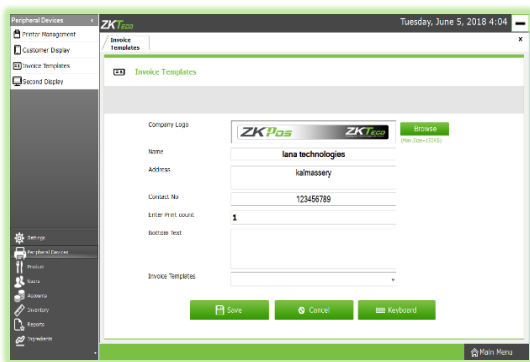 Peripheral Devices
ZKTeco
Tuesday, June 5, 2018 4:04
Printer Management
Customer Display
Invoice Templates
Second Display
Invoice
Templates
x
Invoice Templates
Company Logo
ZKPos
ZKTeco
Browse
Name
lana technologies
Address
kalmassery
Contact No
123456789
Enter Print count
1
Bottom Text
Invoice Templates
Save
Cancel
Keyboard
Settings
Peripheral Devices
Product
Users
Accounts
Inventory
Reports
Ingredients
Main Menu